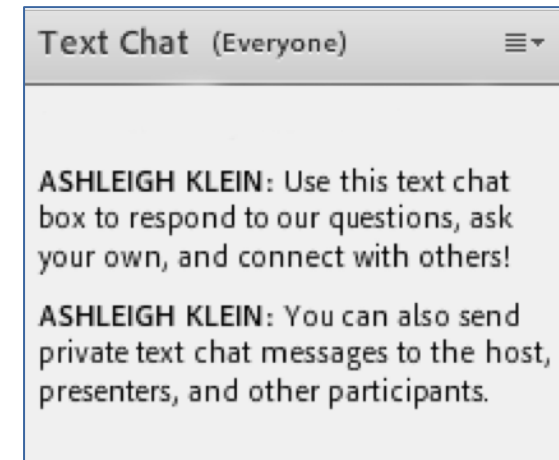 Text Chat (Everyone)
ASHLEIGH KLEIN: Use this text chat
box to respond to our questions, ask
your own, and connect with others!
ASHLEIGH KLEIN: You can also send
private text chat messages to the host,
presenters, and other participants.